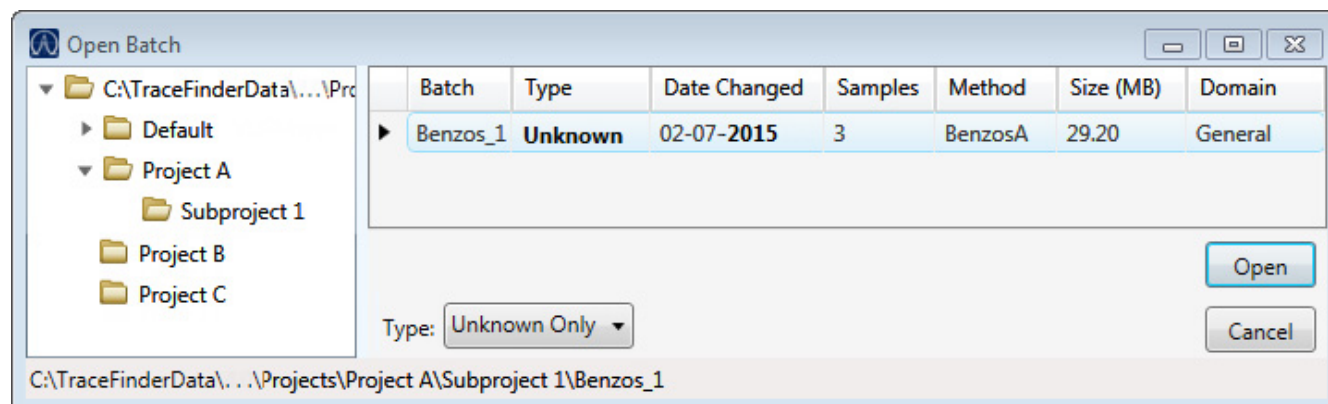 Open Batch
C:\TraceFinderData\...\Prc
Default
Project A
Subproject 1
Project B
Project C
Batch Type Date Changed Samples Method Size (MB) Domain
Benzos_1 Unknown 02-07-2015 3 BenzosA 29.20 General
Open
Type: Unknown Only
Cancel
C:\TraceFinderData\. . .\Projects\Project A\Subproject 1\Benzos_1